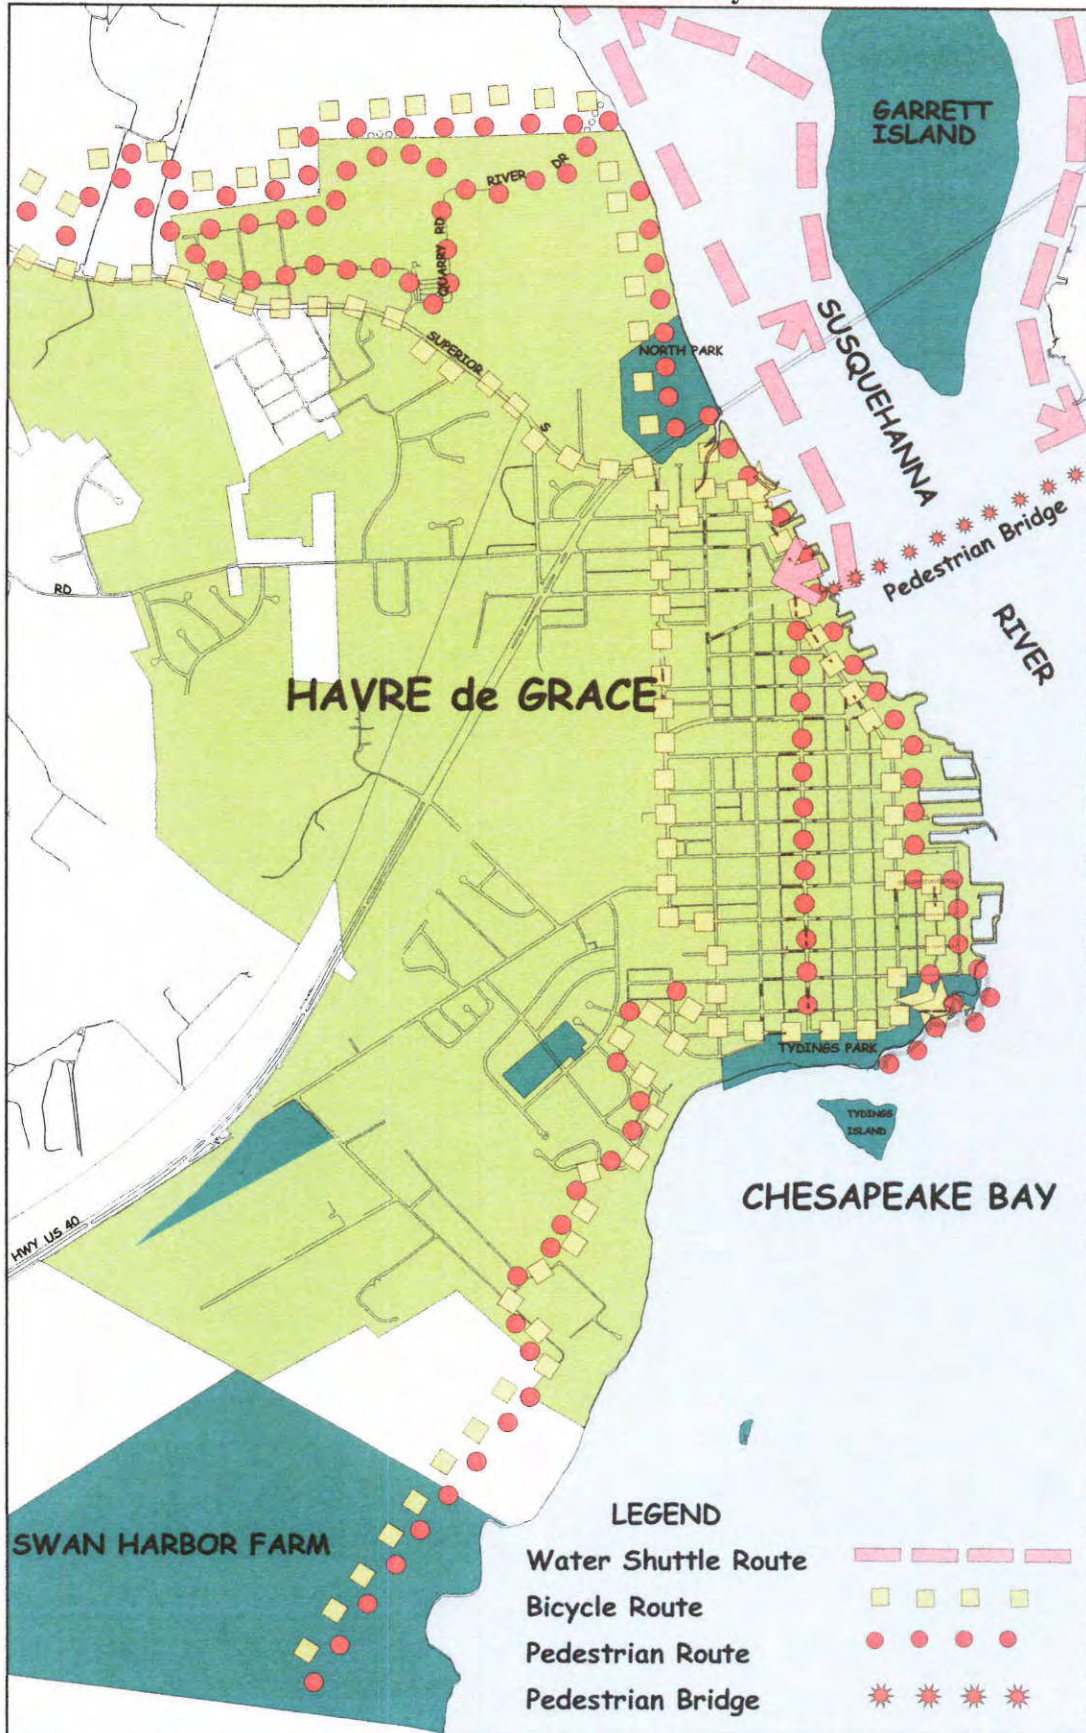 GARRETT
ISLAND
RIVER DR
QUARRY RD
NORTH PARK
SUPERIOR
S
SUSQUEHANNA
RIVER
Pedestrian Bridge
RD
HAVRE de GRACE
TYDINGS PARK
TYDINGS
ISLAND
CHESAPEAKE BAY
HWY US 40
SWAN HARBOR FARM
LEGEND
Water Shuttle Route
Bicycle Route
Pedestrian Route
Pedestrian Bridge